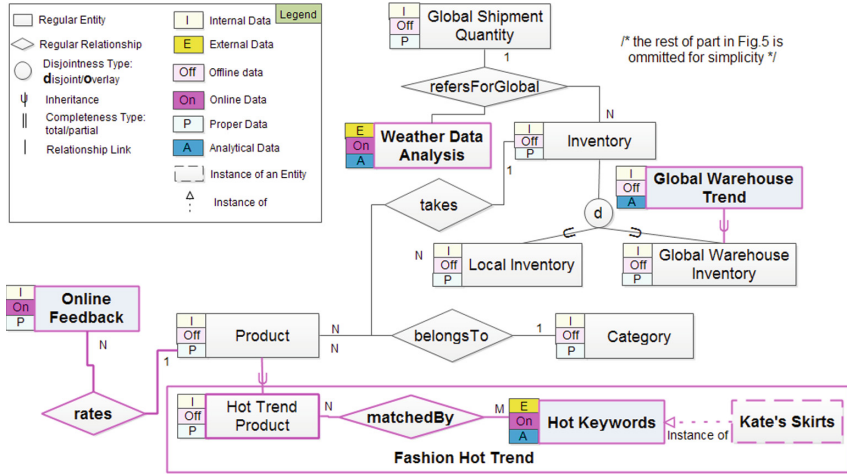 Legend
Regular Entity
Regular Relationship
Disjointness Type:
disjoint/overlay
Inheritance
Completeness Type:
total/partial
Relationship Link
I Internal Data
E External Data
Off Offline data
On Online Data
P Proper Data
A Analytical Data
Instance of an Entity
Instance of
I
Off
P
Global Shipment
Quantity
/* the rest of part in Fig.5 is
ommitted for simplicity */
1
refersForGlobal
N
E
On
A
Weather Data
Analysis
I
Off
P
Inventory
1
takes
N
d
I
Off
A
Global Warehouse
Trend
I
Off
P
Local Inventory
I
Off
P
Global Warehouse
Inventory
I
On
P
Online
Feedback
N
rates
1
I
Off
P
Product
N
N
belongsTo
1
I
Off
P
Category
I
Off
P
Hot Trend
Product
N
matchedBy
M
E
On
A
Hot Keywords
Instance of
Kate's Skirts
Fashion Hot Trend